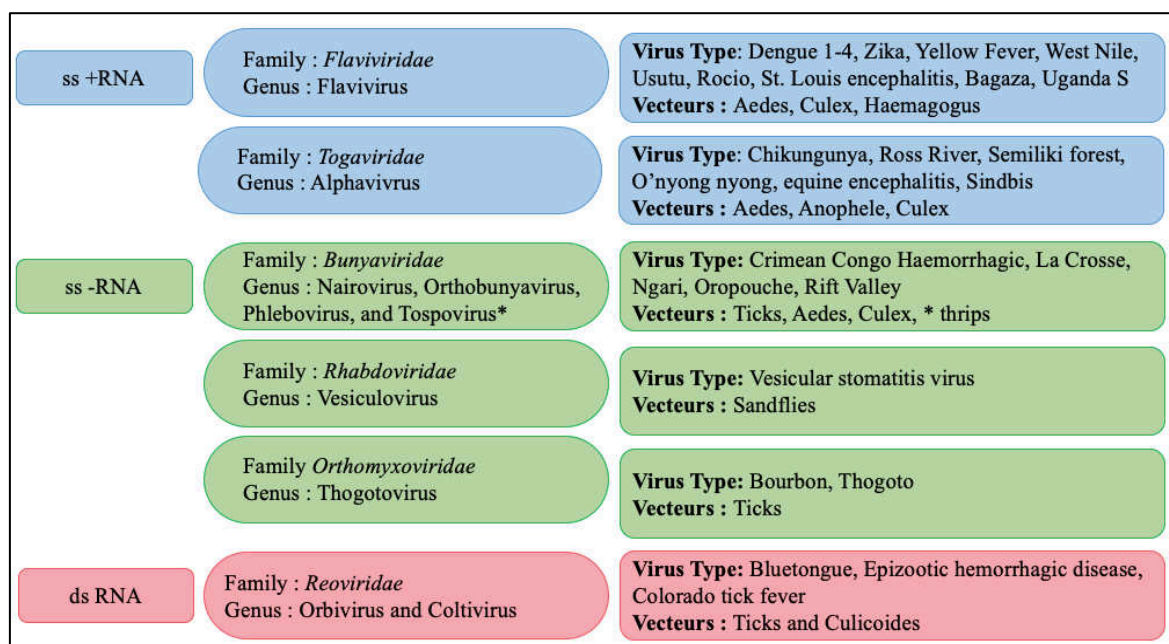 ss +RNA
Family : Flaviviridae
Genus : Flavivirus
Virus Type: Dengue 1-4, Zika, Yellow Fever, West Nile,
Usutu, Rocio, St. Louis encephalitis, Bagaza, Uganda S
Vecteurs : Aedes, Culex, Haemagogus
Family : Togaviridae
Genus : Alphavivrus
Virus Type: Chikungunya, Ross River, Semiliki forest,
O'nyong nyong, equine encephalitis, Sindbis
Vecteurs : Aedes, Anophele, Culex
ss -RNA
Family : Bunyaviridae
Genus : Nairovirus, Orthobunyavirus,
Phlebovirus, and Tospovirus*
Virus Type: Crimean Congo Haemorrhagic, La Crosse,
Ngari, Oropouche, Rift Valley
Vecteurs : Ticks, Aedes, Culex, * thrips
Family : Rhabdoviridae
Genus : Vesiculovirus
Virus Type: Vesicular stomatitis virus
Vecteurs : Sandflies
Family Orthomyxoviridae
Genus : Thogotovirus
Virus Type: Bourbon, Thogoto
Vecteurs : Ticks
ds RNA
Family : Reoviridae
Genus : Orbivirus and Coltivirus
Virus Type: Bluetongue, Epizootic hemorrhagic disease,
Colorado tick fever
Vecteurs : Ticks and Culicoides